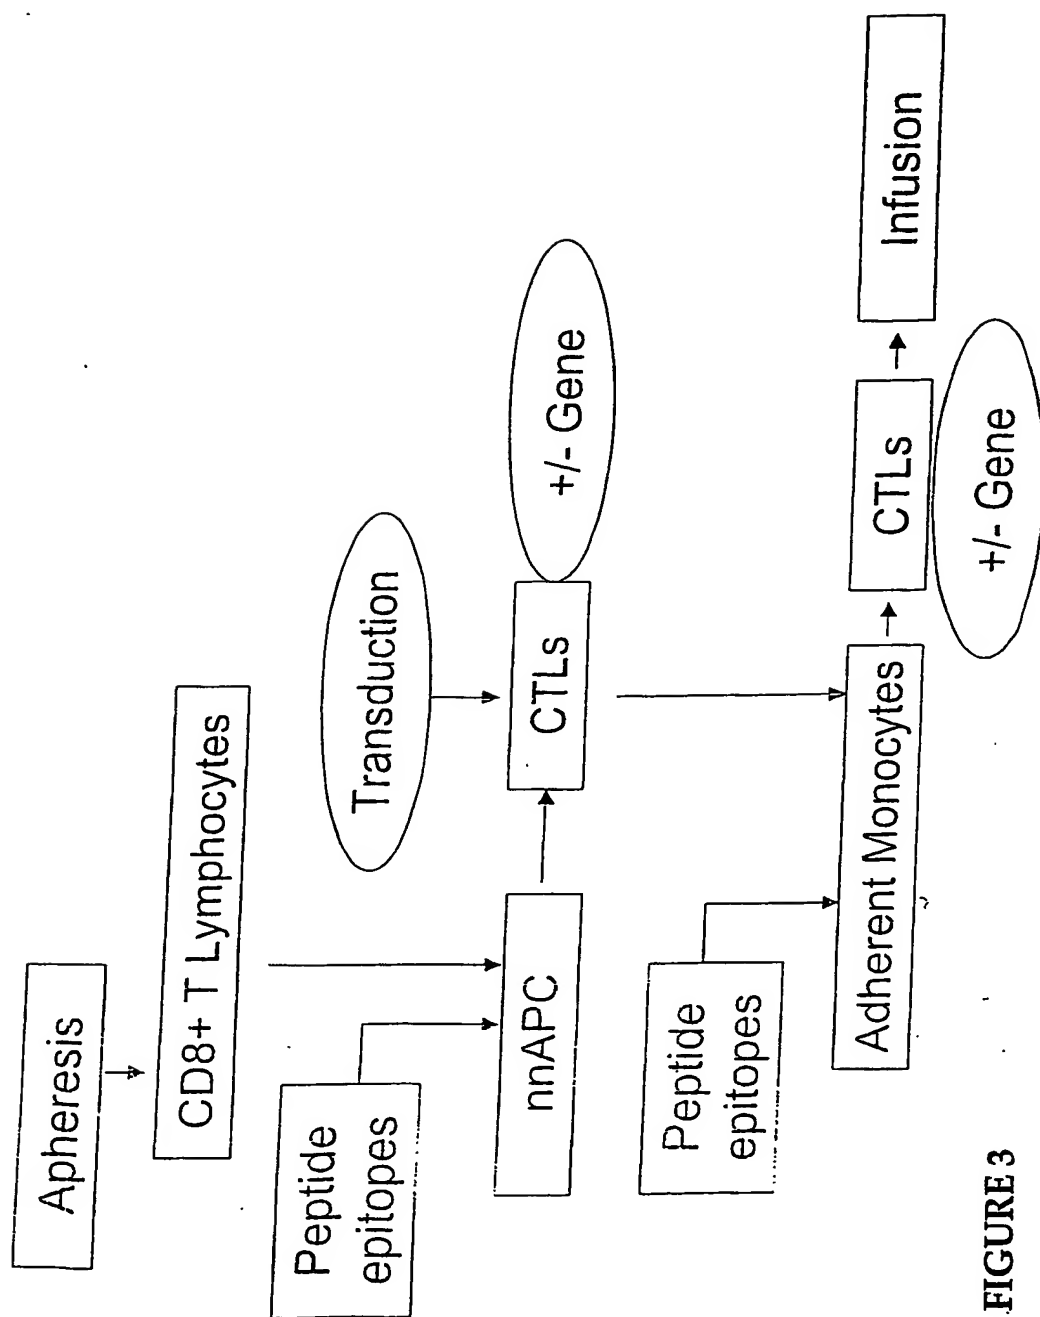 Apheresis
CD8+ T Lymphocytes
Transduction
Peptide
epitopes
nnAPC
CTLs
+/- Gene
Peptide
epitopes
Adherent Monocytes
CTLs
Infusion
+/- Gene
FIGURE 3